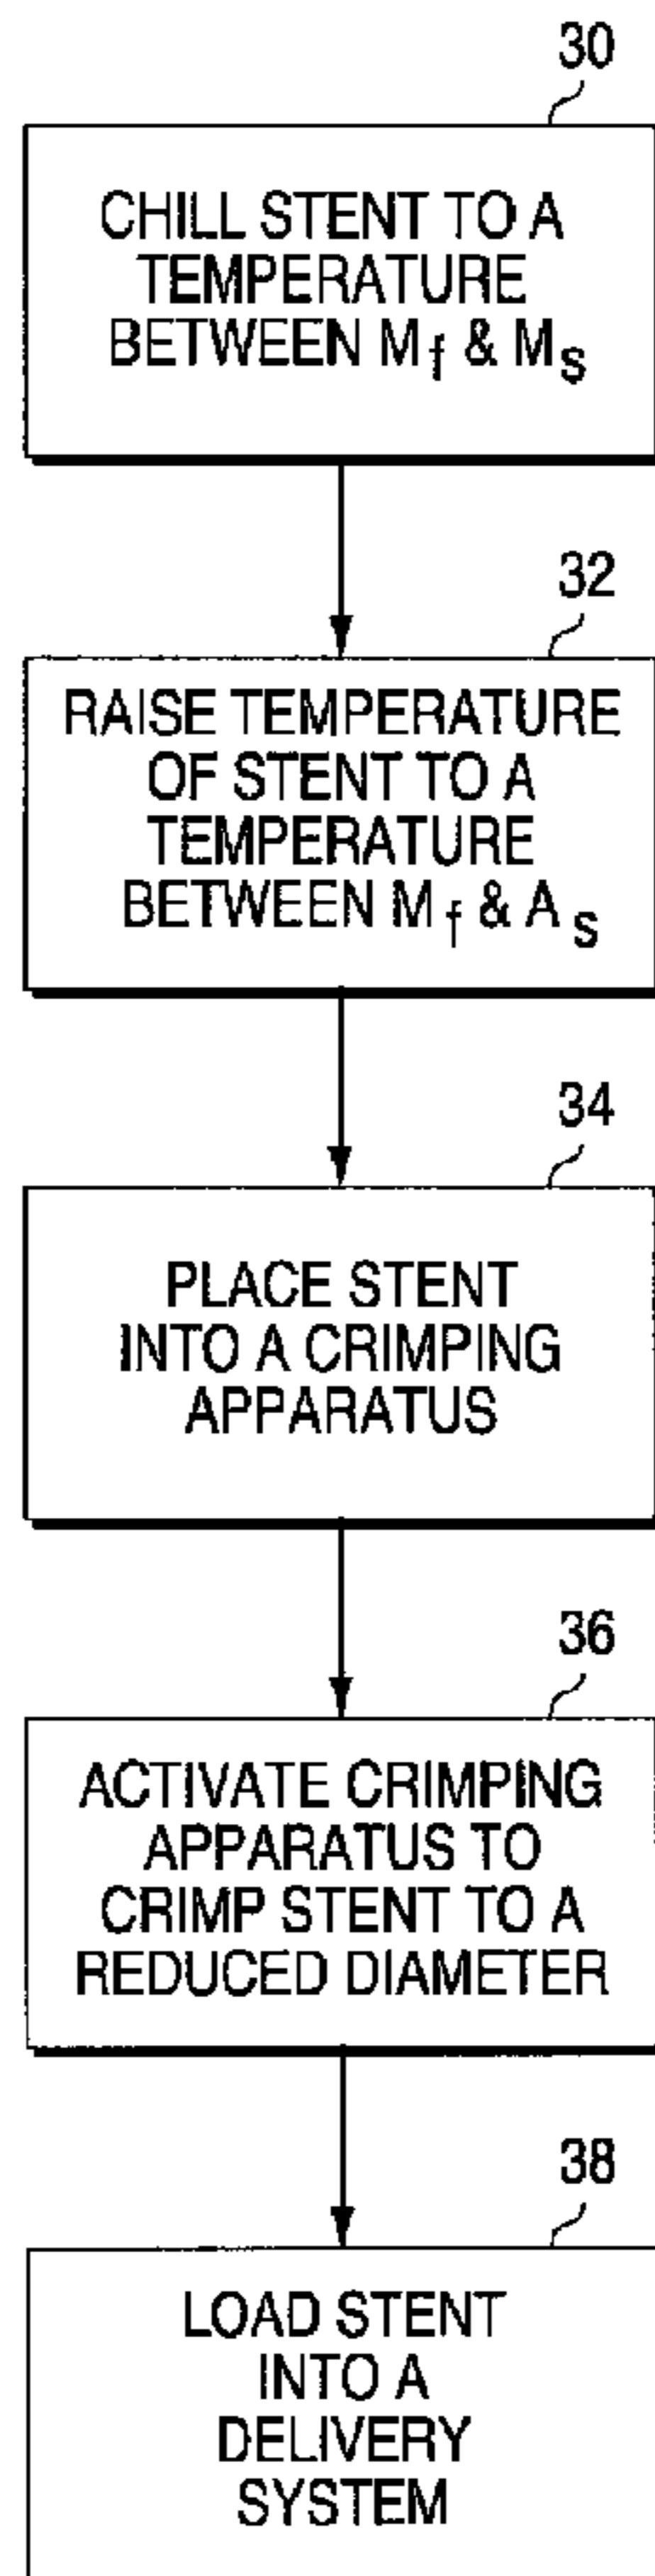 30
CHILL STENT TO A
TEMPERATURE
BETWEEN Mf & Ms
32
RAISE TEMPERATURE
OF STENT TO A
TEMPERATURE
BETWEEN Mf & As
34
PLACE STENT
INTO A CRIMPING
APPARATUS
36
ACTIVATE CRIMPING
APPARATUS TO
CRIMP STENT TO A
REDUCED DIAMETER
38
LOAD STENT
INTO A
DELIVERY
SYSTEM